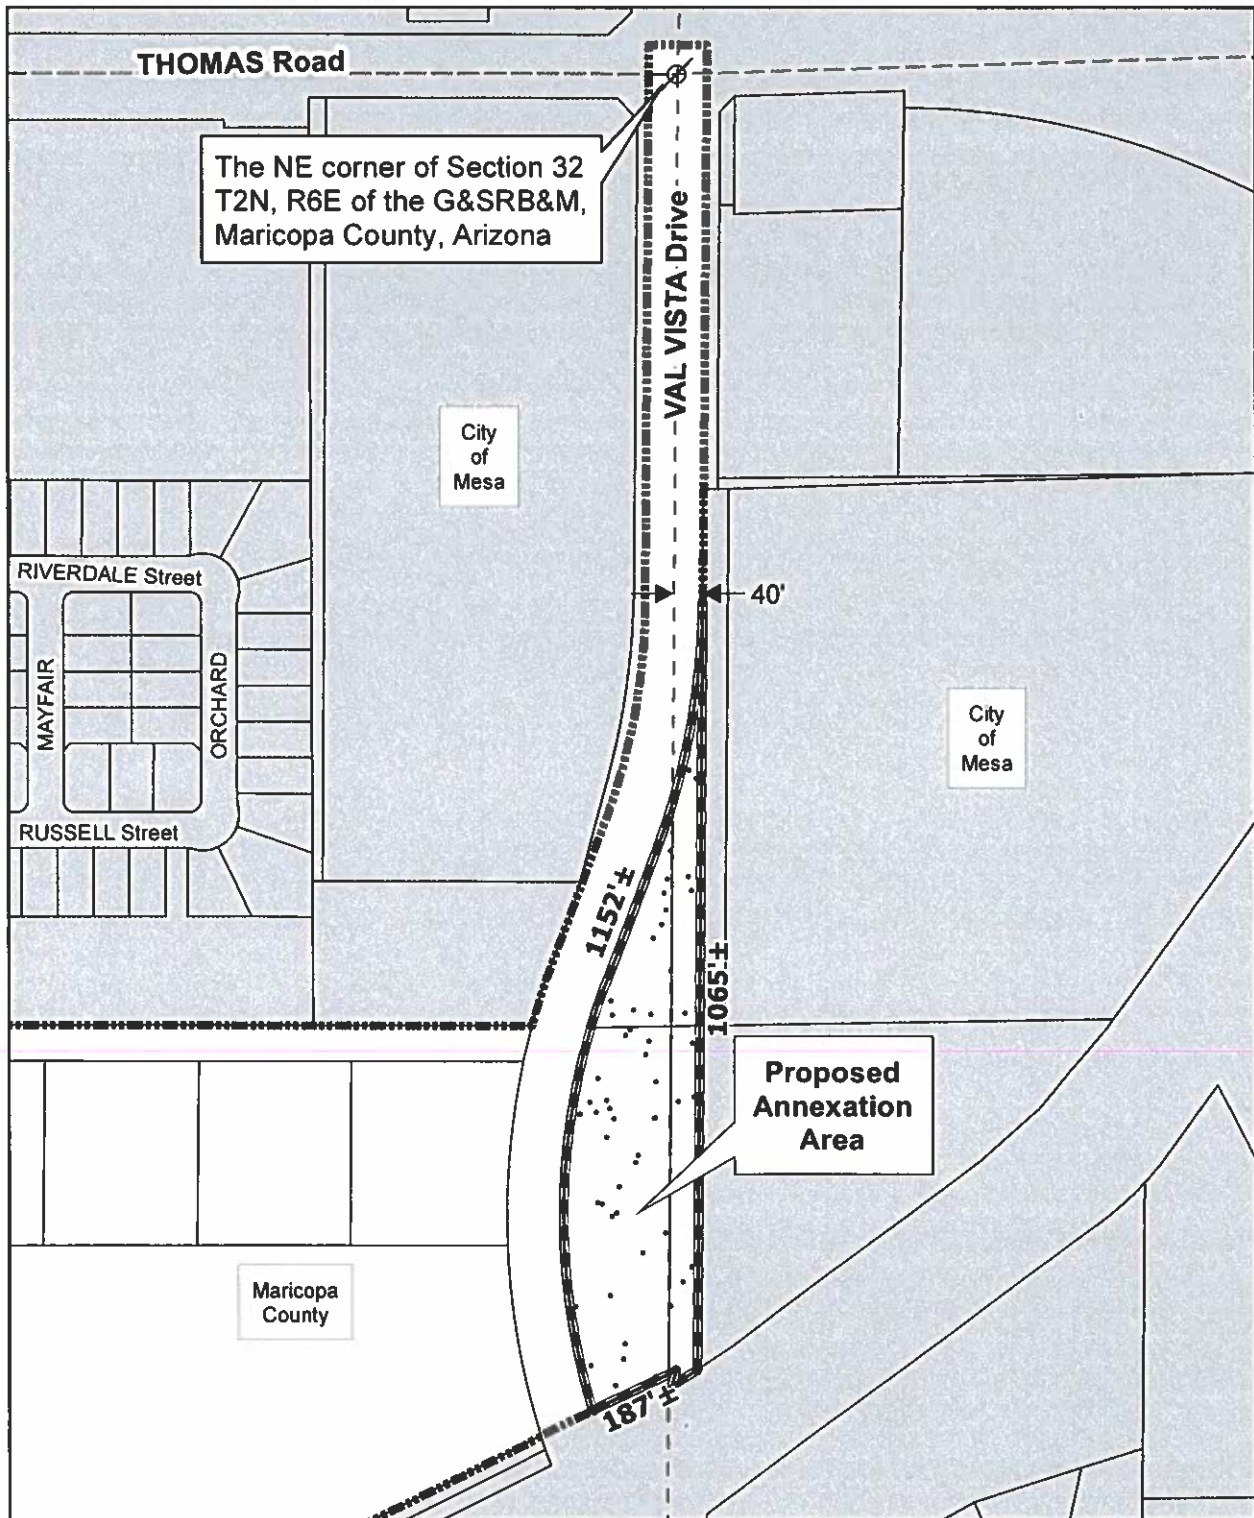 THOMAS Road
The NE corner of Section 32
T2N, R6E of the G&SRB&M,
Maricopa County, Arizona
VAL VISTA Drive
City
of
Mesa
RIVERDALE Street
40'
MAYFAIR
ORCHARD
City
of
Mesa
RUSSELL Street
1152'±
1065'±
Proposed
Annexation
Area
Maricopa
County
187'±